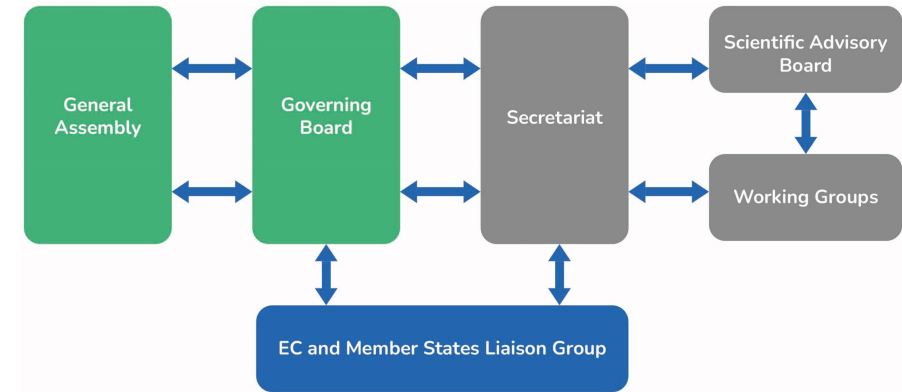 General
Assembly
Governing
Board
Secretariat
Scientific Advisory
Board
Working Groups
EC and Member States Liaison Group